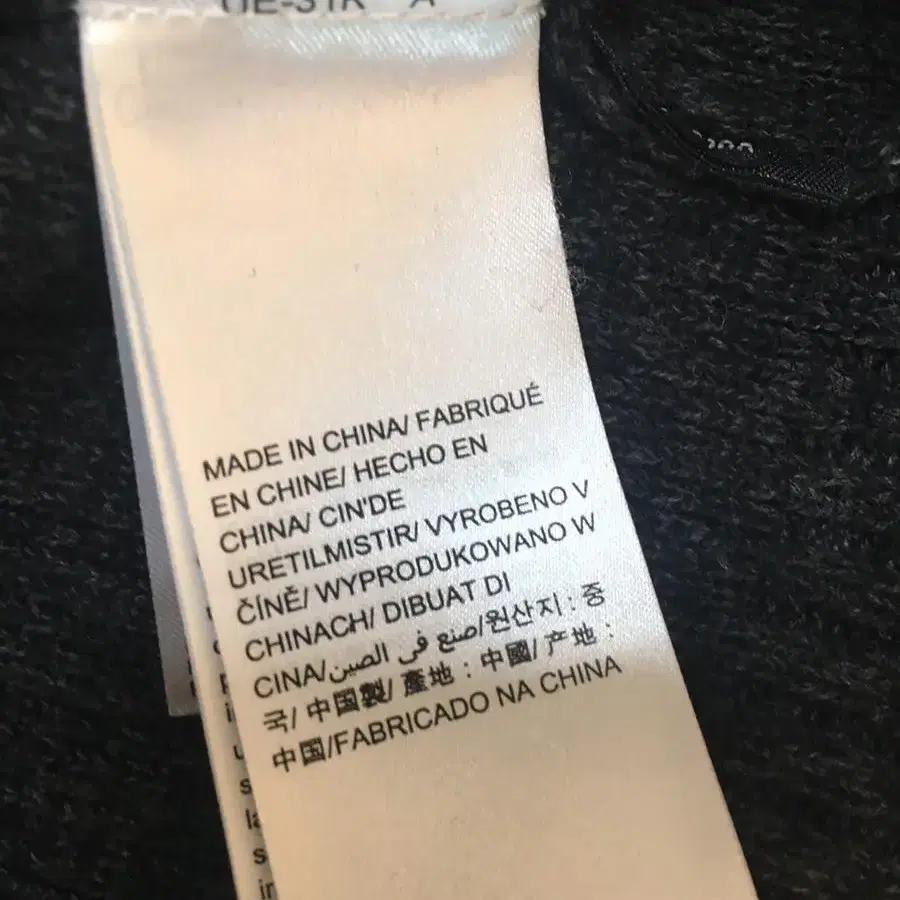 MADE IN CHINA/ FABRIQUÉ
EN CHINE/ HECHO EN
CHINA/ CIN'DE
URETILMISTIR/ VYROBENO V
ČÍNĚ/ WYPRODUKOWANO W
CHINACH/ DIBUAT DI
CINA/صنع في الصين/원산지 : 중
국/ 中国製/ 產地 : 中國/ 产地 :
中国/FABRICADO NA CHINA